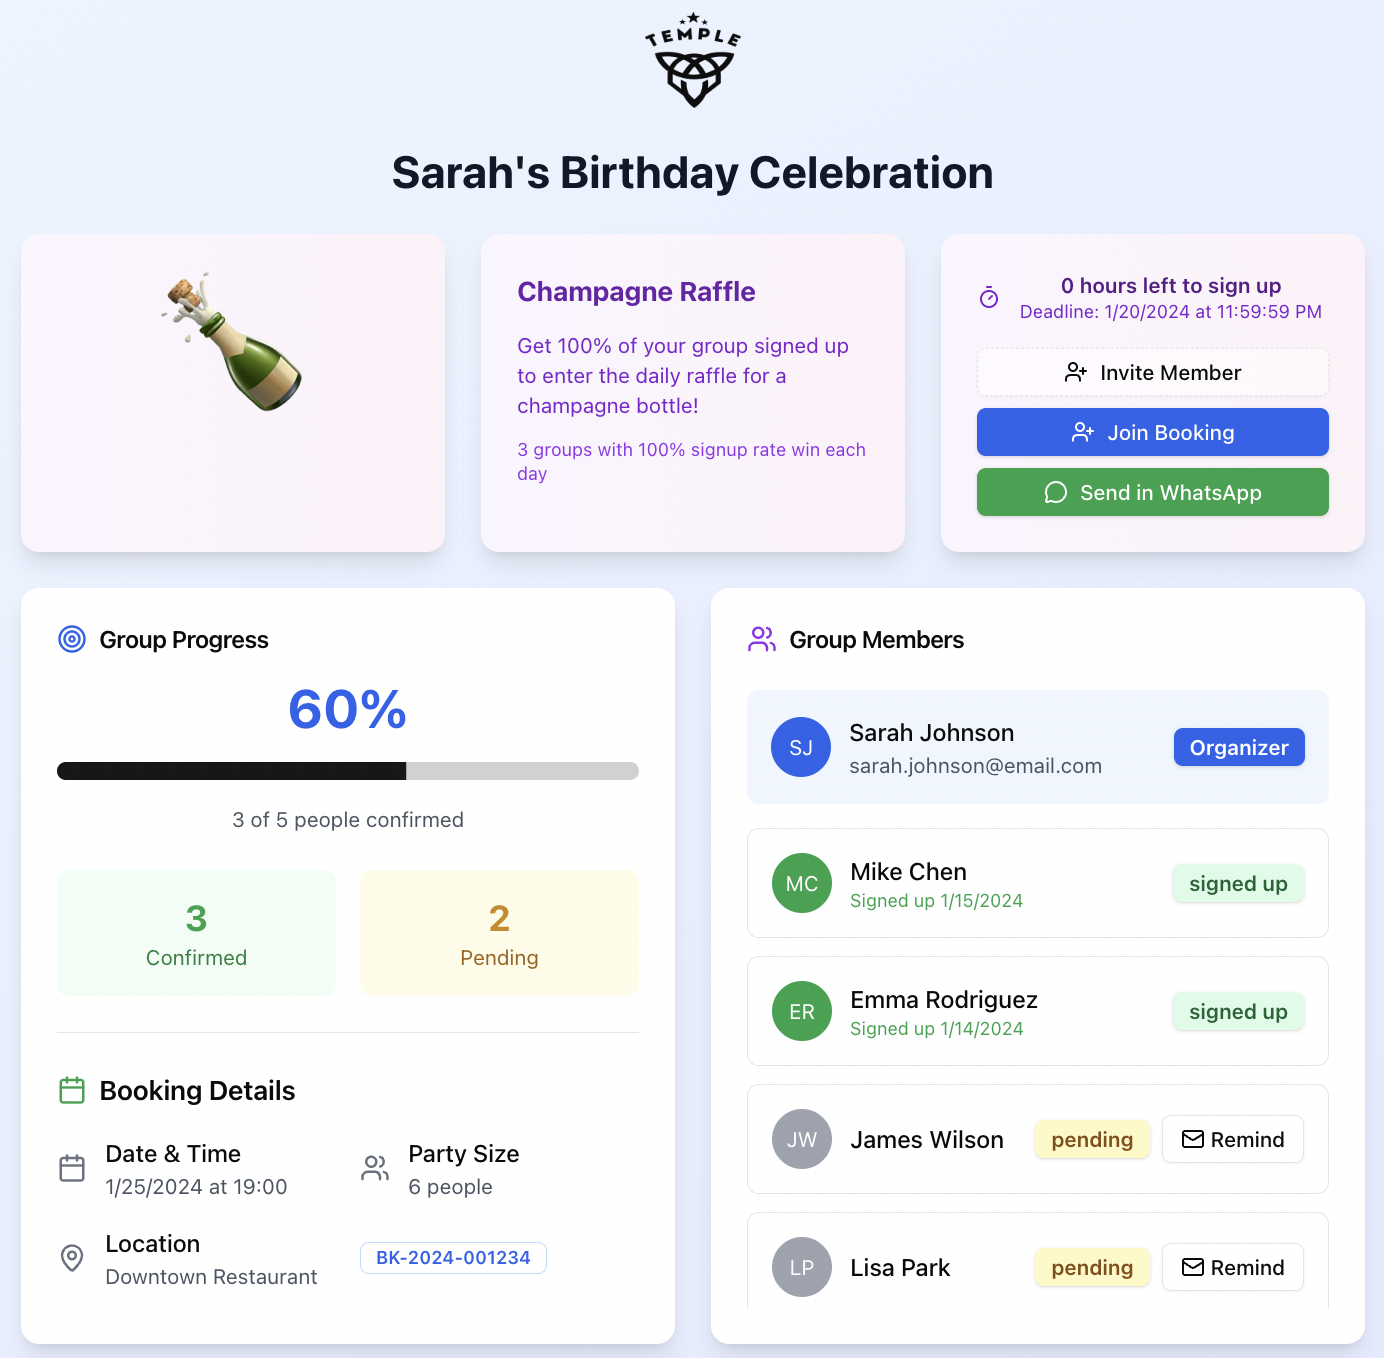 TEMPLE
Sarah's Birthday Celebration
Champagne Raffle
Get 100% of your group signed up
to enter the daily raffle for a
champagne bottle!
3 groups with 100% signup rate win each
day
0 hours left to sign up
Deadline: 1/20/2024 at 11:59:59 PM
Invite Member
Join Booking
Send in WhatsApp
Group Progress
60%
3 of 5 people confirmed
3
Confirmed
2
Pending
Booking Details
Date & Time
1/25/2024 at 19:00
Party Size
6 people
Location
Downtown Restaurant
BK-2024-001234
Group Members
SJ
Sarah Johnson
sarah.johnson@email.com
Organizer
MC
Mike Chen
Signed up 1/15/2024
signed up
ER
Emma Rodriguez
Signed up 1/14/2024
signed up
JW
James Wilson
pending
Remind
LP
Lisa Park
pending
Remind